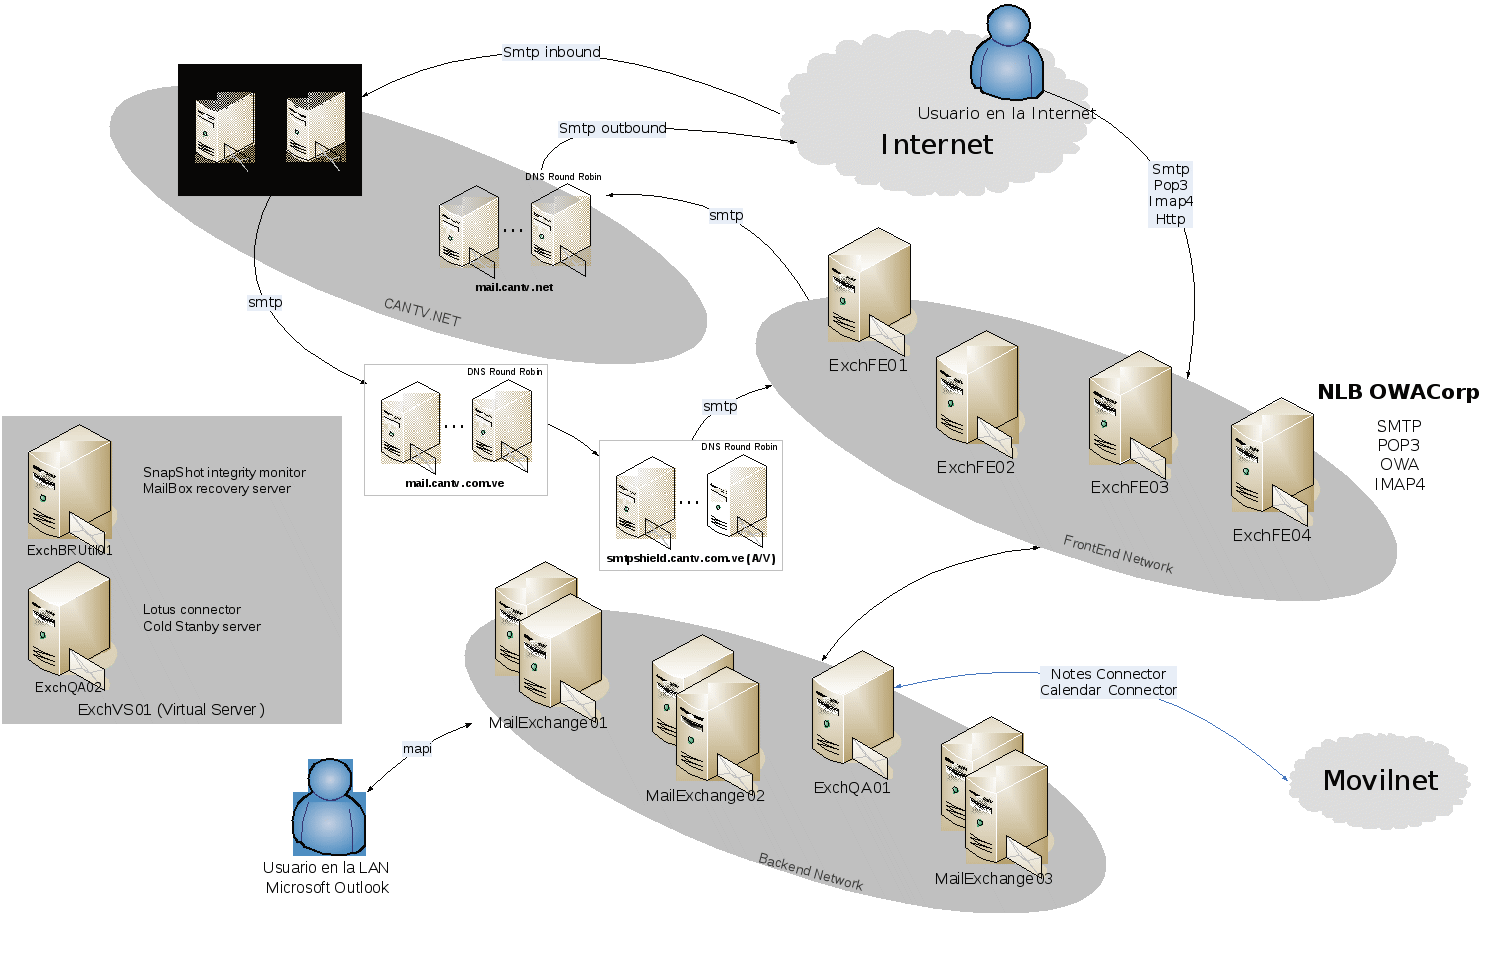 Smtp inbound
Usuario en la Internet
Internet
Smtp outbound
DNS Round Robin
...
mail.cantv.net
CANTV.NET
smtp
Smtp
Pop3
Imap4
Http
smtp
DNS Round Robin
...
mail.cantv.com.ve
smtp
DNS Round Robin
...
smtpshield.cantv.com.ve (A/V)
ExchFE01
ExchFE02
ExchFE03
ExchFE04
FrontEnd Network
NLB OWACorp
SMTP
POP3
OWA
IMAP4
SnapShot integrity monitor
MailBox recovery server
ExchBRUtil01
Lotus connector
Cold Stanby server
ExchQA02
ExchVS01 (Virtual Server )
mapi
Usuario en la LAN
Microsoft Outlook
MailExchange01
MailExchange02
ExchQA01
MailExchange03
Backend Network
Notes Connector
Calendar Connector
Movilnet